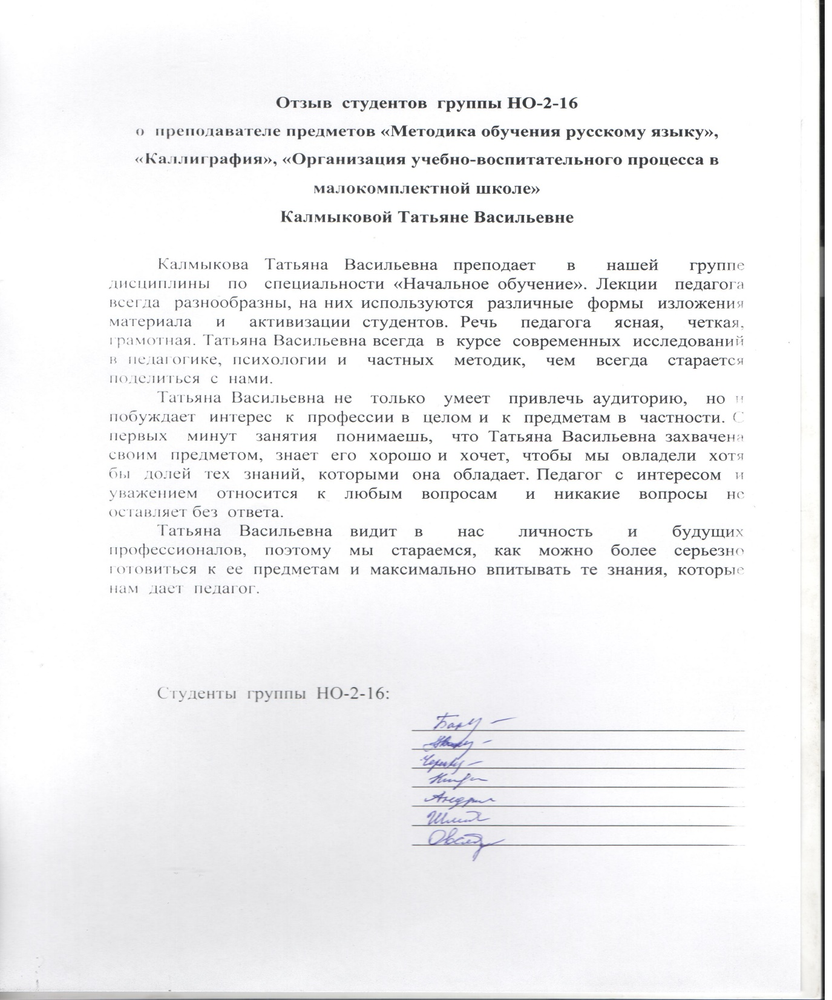 Отзыв студентов группы НО-2-16
о преподавателе предметов «Методика обучения русскому языку»,
«Каллиграфия», «Организация учебно-воспитательного процесса в
малокомплектной школе»
Калмыковой Татьяне Васильевне
Калмыкова Татьяна Васильевна преподает в нашей группе
дисциплины по специальности «Начальное обучение». Лекции педагога
всегда разнообразны, на них используются различные формы изложения
материала и активизации студентов. Речь педагога ясная, четкая,
грамотная. Татьяна Васильевна всегда в курсе современных исследований
в педагогике, психологии и частных методик, чем всегда старается
поделиться с нами.
Татьяна Васильевна не только умеет привлечь аудиторию, но и
побуждает интерес к профессии в целом и к предметам в частности. С
первых минут занятия понимаешь, что Татьяна Васильевна захвачена
своим предметом, знает его хорошо и хочет, чтобы мы овладели хотя
бы долей тех знаний, которыми она обладает. Педагог с интересом и
уважением относится к любым вопросам и никакие вопросы не
оставляет без ответа.
Татьяна Васильевна видит в нас личность и будущих
профессионалов, поэтому мы стараемся, как можно более серьезно
готовиться к ее предметам и максимально впитывать те знания, которые
нам дает педагог.
Студенты группы НО-2-16: